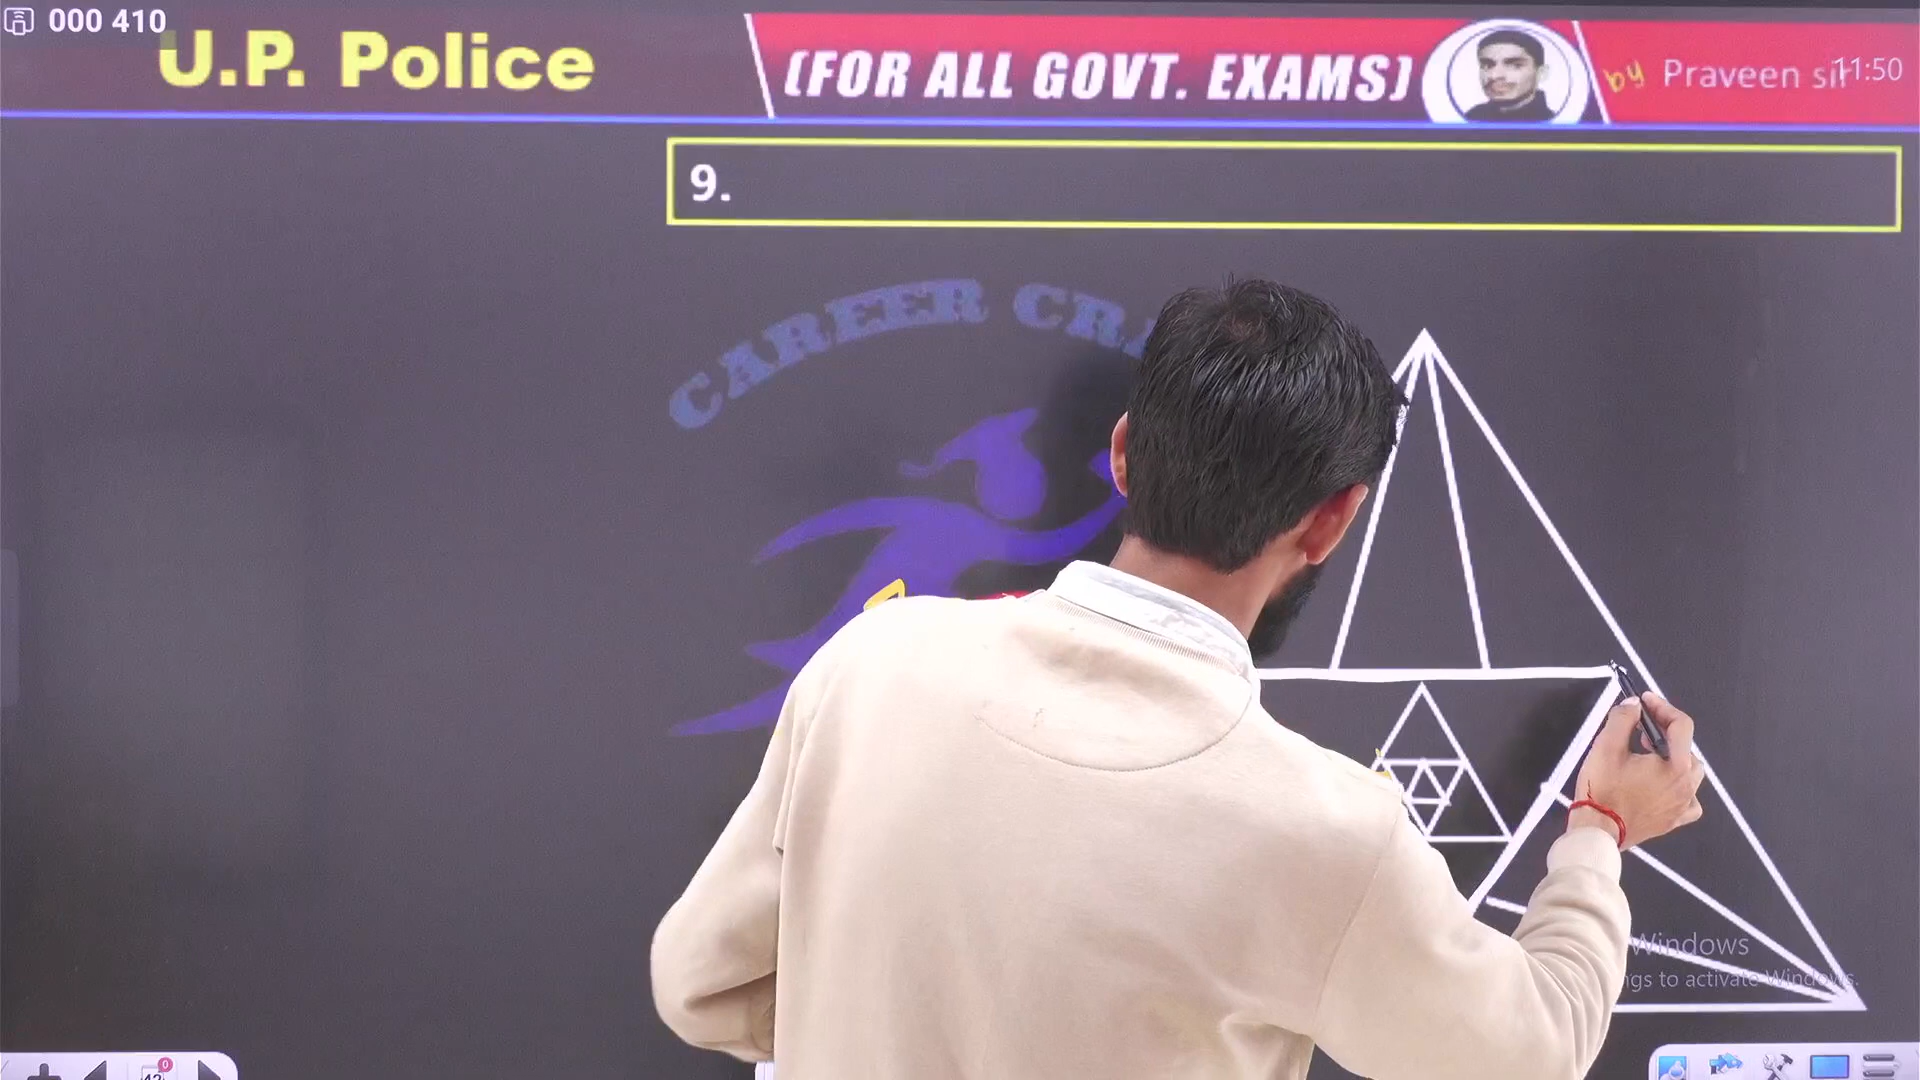 000 410
U.P. Police
(FOR ALL GOVT. EXAMS)
by Praveen sir
11:50
9.
CAREER
Windows
ngs to activate Windows.